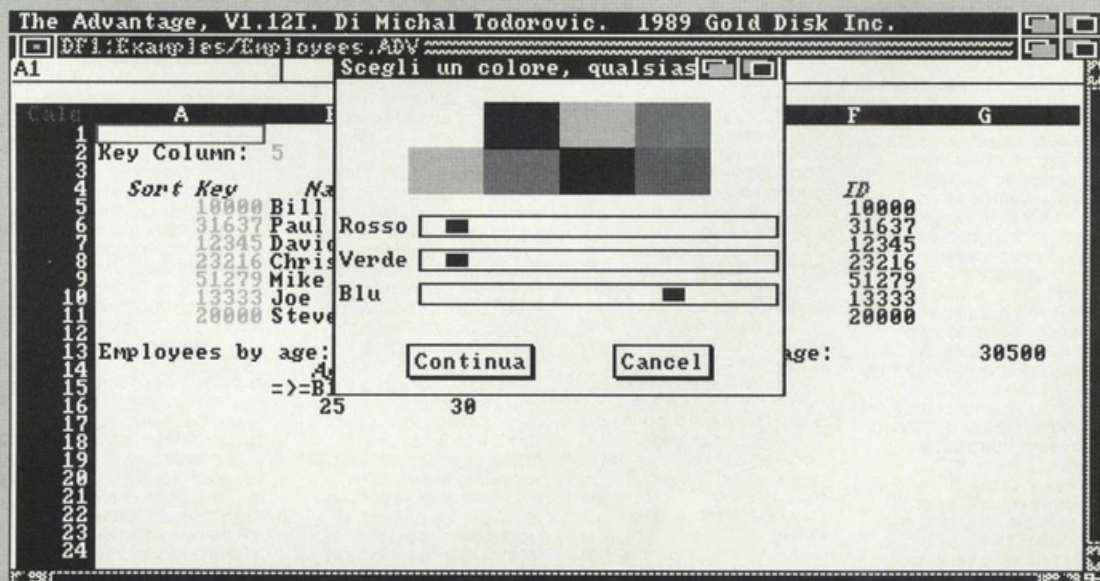 The Advantage, V1.12I. Di Michal Todorovic. 1989 Gold Disk Inc.
DF1:Examples/Employees.ADV
A1
Scegli un colore, qualsias
Calc A F G
1
2 Key Column: 5
3
4 Sort Key Na ID
5 10000 Bill 10000
6 31637 Paul 31637
7 12345 David 12345
8 23216 Chris 23216
9 51279 Mike 51279
10 13333 Joe 13333
11 20000 Steve 20000
12
13 Employees by age: age: 30500
14
15 =>=B
16 25 30
17
18
19
20
21
22
23
24
Rosso
Verde
Blu
Continua Cancel